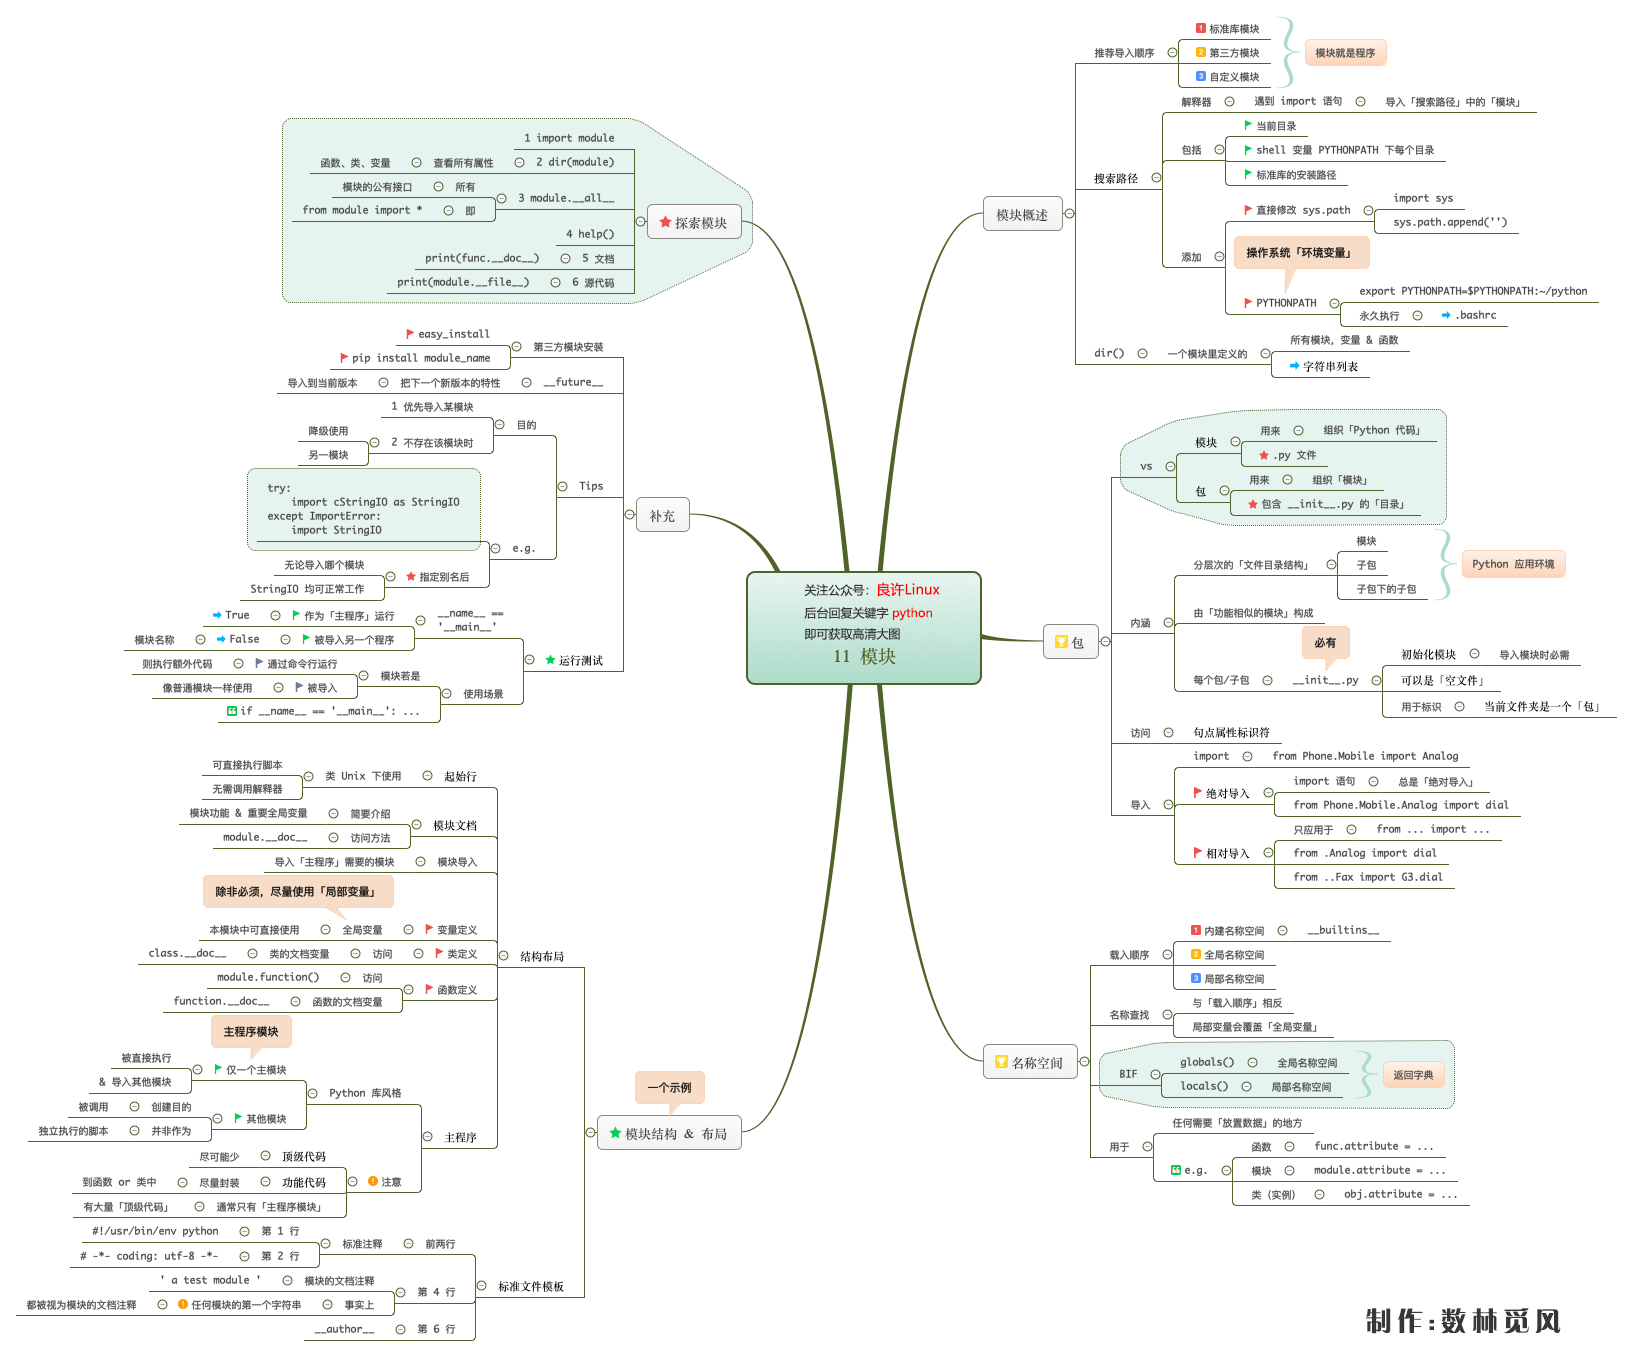 关注公众号：良许Linux
后台回复关键字 python
即可获取高清大图
11 模块
模块概述
推荐导入顺序
1 标准库模块
2 第三方模块
3 自定义模块
模块就是程序
搜索路径
解释器
遇到 import 语句
导入「搜索路径」中的「模块」
包括
当前目录
shell 变量 PYTHONPATH 下每个目录
标准库的安装路径
添加
直接修改 sys.path
import sys
sys.path.append('')
操作系统「环境变量」
PYTHONPATH
export PYTHONPATH=$PYTHONPATH:~/python
永久执行
.bashrc
dir()
一个模块里定义的
所有模块，变量 & 函数
字符串列表
包
vs
模块
用来
组织「Python 代码」
.py 文件
包
用来
组织「模块」
包含 __init__.py 的「目录」
内涵
分层次的「文件目录结构」
模块
子包
子包下的子包
Python 应用环境
由「功能相似的模块」构成
必有
每个包/子包
__init__.py
初始化模块
导入模块时必需
可以是「空文件」
用于标识
当前文件夹是一个「包」
访问
句点属性标识符
导入
import
from Phone.Mobile import Analog
绝对导入
import 语句
总是「绝对导入」
from Phone.Mobile.Analog import dial
相对导入
只应用于
from ... import ...
from .Analog import dial
from ..Fax import G3.dial
名称空间
载入顺序
1 内建名称空间
__builtins__
2 全局名称空间
3 局部名称空间
名称查找
与「载入顺序」相反
局部变量会覆盖「全局变量」
BIF
globals()
全局名称空间
locals()
局部名称空间
返回字典
用于
任何需要「放置数据」的地方
e.g.
函数
func.attribute = ...
模块
module.attribute = ...
类（实例）
obj.attribute = ...
探索模块
1 import module
2 dir(module)
查看所有属性
函数、类、变量
3 module.__all__
所有
模块的公有接口
即
from module import *
4 help()
5 文档
print(func.__doc__)
6 源代码
print(module.__file__)
补充
第三方模块安装
easy_install
pip install module_name
__future__
把下一个新版本的特性
导入到当前版本
Tips
目的
1 优先导入某模块
2 不存在该模块时
降级使用
另一模块
e.g.
try:
import cStringIO as StringIO
except ImportError:
import StringIO
指定别名后
无论导入哪个模块
StringIO 均可正常工作
运行测试
__name__ ==
'__main__'
作为「主程序」运行
True
被导入另一个程序
False
模块名称
使用场景
模块若是
通过命令行运行
则执行额外代码
被导入
像普通模块一样使用
if __name__ == '__main__': ...
一个示例
模块结构 & 布局
结构布局
起始行
类 Unix 下使用
可直接执行脚本
无需调用解释器
模块文档
简要介绍
模块功能 & 重要全局变量
访问方法
module.__doc__
模块导入
导入「主程序」需要的模块
除非必须，尽量使用「局部变量」
变量定义
全局变量
本模块中可直接使用
类定义
访问
类的文档变量
class.__doc__
函数定义
访问
module.function()
函数的文档变量
function.__doc__
主程序
主程序模块
Python 库风格
仅一个主模块
被直接执行
& 导入其他模块
其他模块
创建目的
被调用
并非作为
独立执行的脚本
注意
顶级代码
尽可能少
功能代码
尽量封装
到函数 or 类中
通常只有「主程序模块」
有大量「顶级代码」
标准文件模板
前两行
标准注释
第 1 行
#!/usr/bin/env python
第 2 行
# -*- coding: utf-8 -*-
第 4 行
模块的文档注释
' a test module '
事实上
任何模块的第一个字符串
都被视为模块的文档注释
第 6 行
__author__
制作:数林觅风